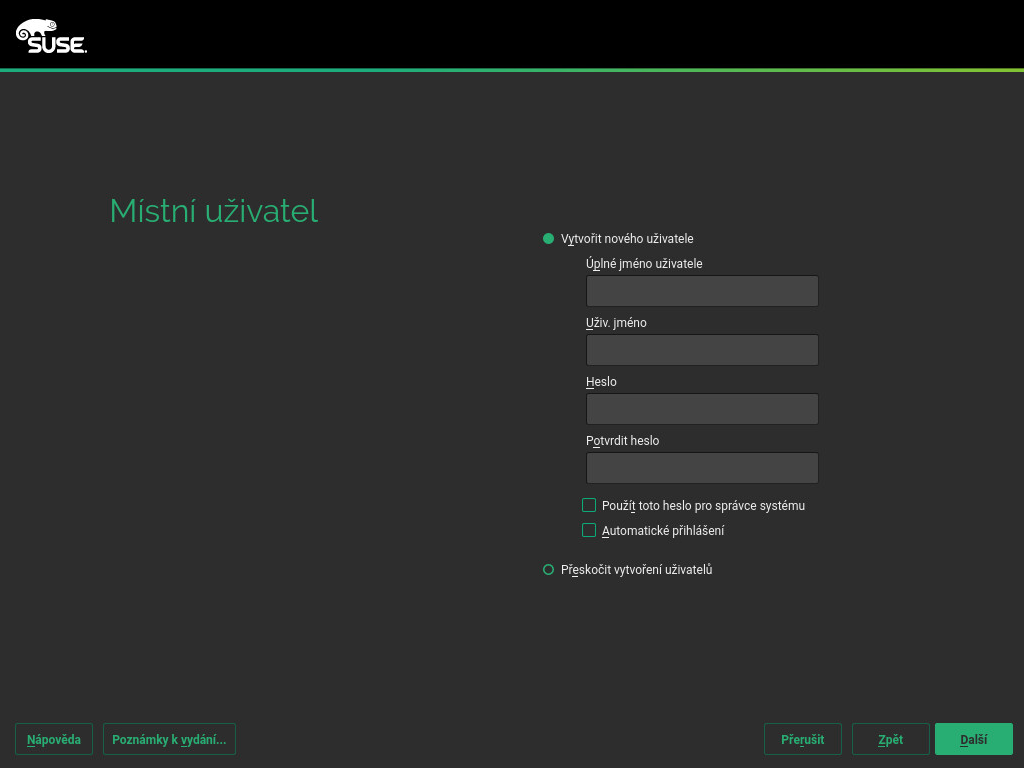 SUSE.
Místní uživatel
Vytvořit nového uživatele
Úplné jméno uživatele
Uživ. jméno
Heslo
Potvrdit heslo
Použít toto heslo pro správce systému
Automatické přihlášení
Přeskočit vytvoření uživatelů
Nápověda
Poznámky k vydání...
Přerušit
Zpět
Další